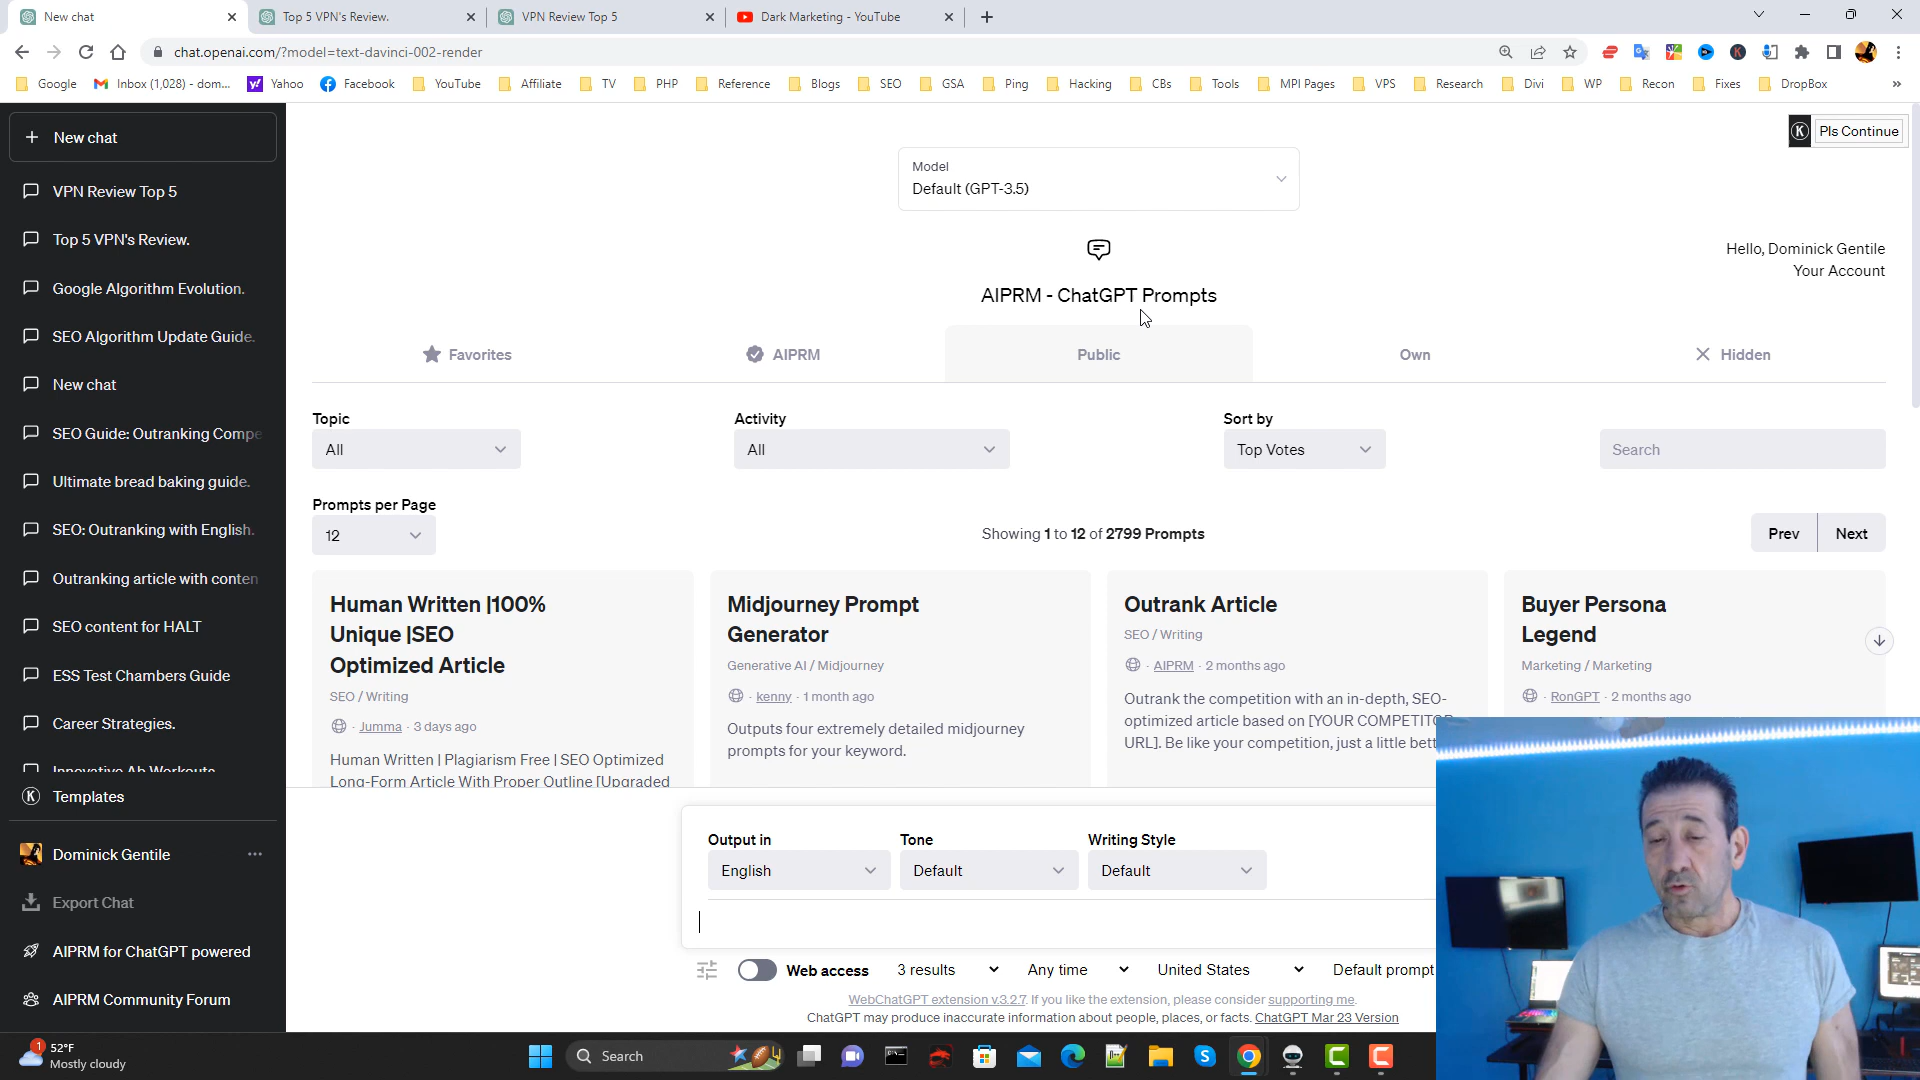 New chat
Top 5 VPN's Review.
VPN Review Top 5
Dark Marketing - YouTube
chat.openai.com/?model=text-davinci-002-render
Google
Inbox (1,028) - dom...
Yahoo
Facebook
YouTube
Affiliate
TV
PHP
Reference
Blogs
SEO
GSA
Ping
Hacking
CBs
Tools
MPI Pages
VPS
Research
Divi
WP
Recon
Fixes
DropBox
New chat
VPN Review Top 5
Top 5 VPN's Review.
Google Algorithm Evolution.
SEO Algorithm Update Guide.
New chat
SEO Guide: Outranking Compe
Ultimate bread baking guide.
SEO: Outranking with English.
Outranking article with conten
SEO content for HALT
ESS Test Chambers Guide
Career Strategies.
Innovative Ab Workouts
Templates
Dominick Gentile
Export Chat
AIPRM for ChatGPT powered
AIPRM Community Forum
Pls Continue
Model
Default (GPT-3.5)
Hello, Dominick Gentile
Your Account
AIPRM - ChatGPT Prompts
Favorites
AIPRM
Public
Own
Hidden
Topic
All
Activity
All
Sort by
Top Votes
Search
Prompts per Page
12
Showing 1 to 12 of 2799 Prompts
Prev
Next
Human Written |100%
Unique |SEO
Optimized Article
SEO / Writing
· Jumma · 3 days ago
Human Written | Plagiarism Free | SEO Optimized
Long-Form Article With Proper Outline [Upgraded
Midjourney Prompt
Generator
Generative AI / Midjourney
· kenny · 1 month ago
Outputs four extremely detailed midjourney
prompts for your keyword.
Outrank Article
SEO / Writing
· AIPRM · 2 months ago
Outrank the competition with an in-depth, SEO-
optimized article based on [YOUR COMPETITOR
URL]. Be like your competition, just a little bett
Buyer Persona
Legend
Marketing / Marketing
· RonGPT · 2 months ago
Output in
English
Tone
Default
Writing Style
Default
Web access
3 results
Any time
United States
Default prompt
WebChatGPT extension v.3.2.7. If you like the extension, please consider supporting me.
ChatGPT may produce inaccurate information about people, places, or facts. ChatGPT Mar 23 Version
1
52°F
Mostly cloudy
Search